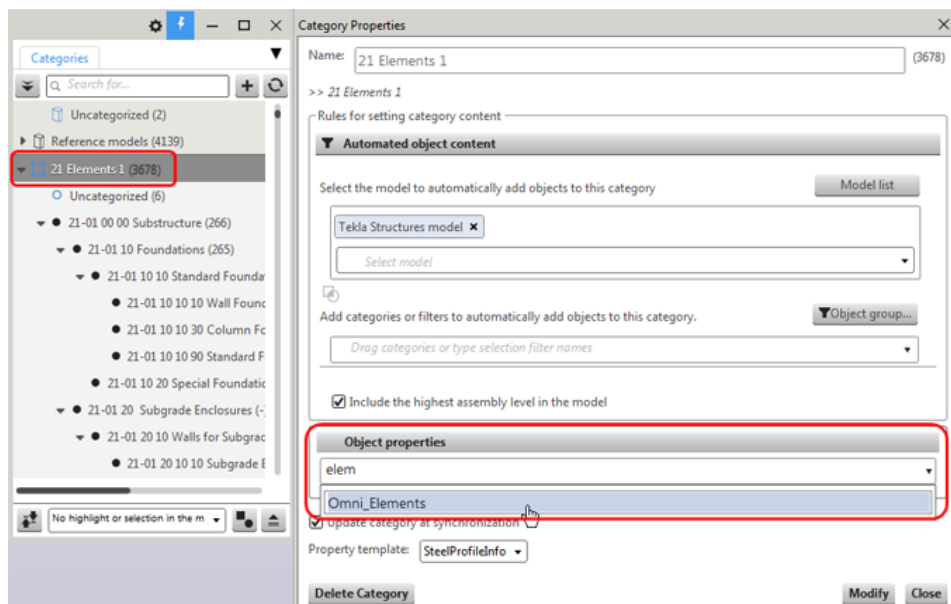 Categories
Search for...
Uncategorized (2)
Reference models (4139)
21 Elements 1 (3678)
Uncategorized (6)
21-01 00 00 Substructure (266)
21-01 10 Foundations (265)
21-01 10 10 Standard Founda
21-01 10 10 10 Wall Found
21-01 10 10 30 Column Fo
21-01 10 10 90 Standard F
21-01 10 20 Special Foundatio
21-01 20 Subgrade Enclosures (-
21-01 20 10 Walls for Subgrad
21-01 20 10 10 Subgrade E
No highlight or selection in the m
Category Properties
Name: 21 Elements 1 (3678)
>> 21 Elements 1
Rules for setting category content
Automated object content
Select the model to automatically add objects to this category Model list
Tekla Structures model ×
Select model
Add categories or filters to automatically add objects to this category. Object group...
Drag categories or type selection filter names
Include the highest assembly level in the model
Object properties
elem
Omni_Elements
Update category at synchronization
Property template: SteelProfileInfo
Delete Category Modify Close